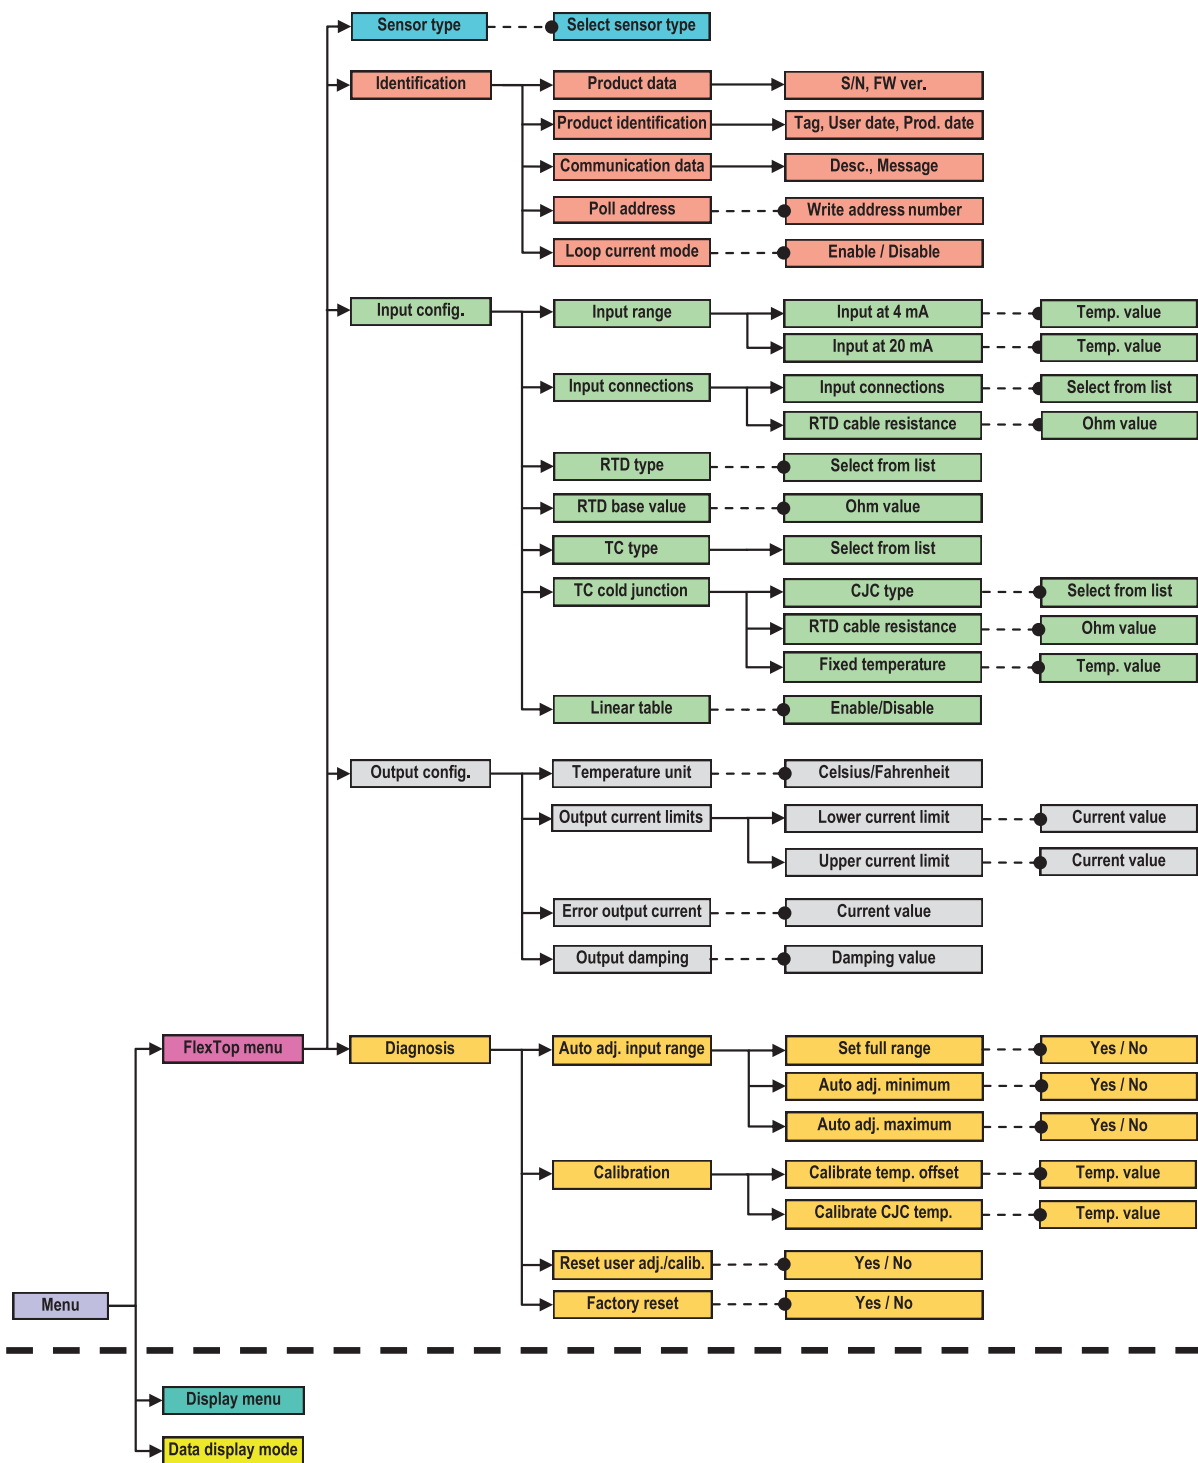 Sensor type
Select sensor type
Identification
Product data
S/N, FW ver.
Product identification
Tag, User date, Prod. date
Communication data
Desc., Message
Poll address
Write address number
Loop current mode
Enable / Disable
Input config.
Input range
Input at 4 mA
Temp. value
Input at 20 mA
Temp. value
Input connections
Input connections
Select from list
RTD cable resistance
Ohm value
RTD type
Select from list
RTD base value
Ohm value
TC type
Select from list
TC cold junction
CJC type
Select from list
RTD cable resistance
Ohm value
Fixed temperature
Temp. value
Linear table
Enable/Disable
Output config.
Temperature unit
Celsius/Fahrenheit
Output current limits
Lower current limit
Current value
Upper current limit
Current value
Error output current
Current value
Output damping
Damping value
FlexTop menu
Diagnosis
Auto adj. input range
Set full range
Yes / No
Auto adj. minimum
Yes / No
Auto adj. maximum
Yes / No
Calibration
Calibrate temp. offset
Temp. value
Calibrate CJC temp.
Temp. value
Reset user adj./calib.
Yes / No
Menu
Factory reset
Yes / No
Display menu
Data display mode